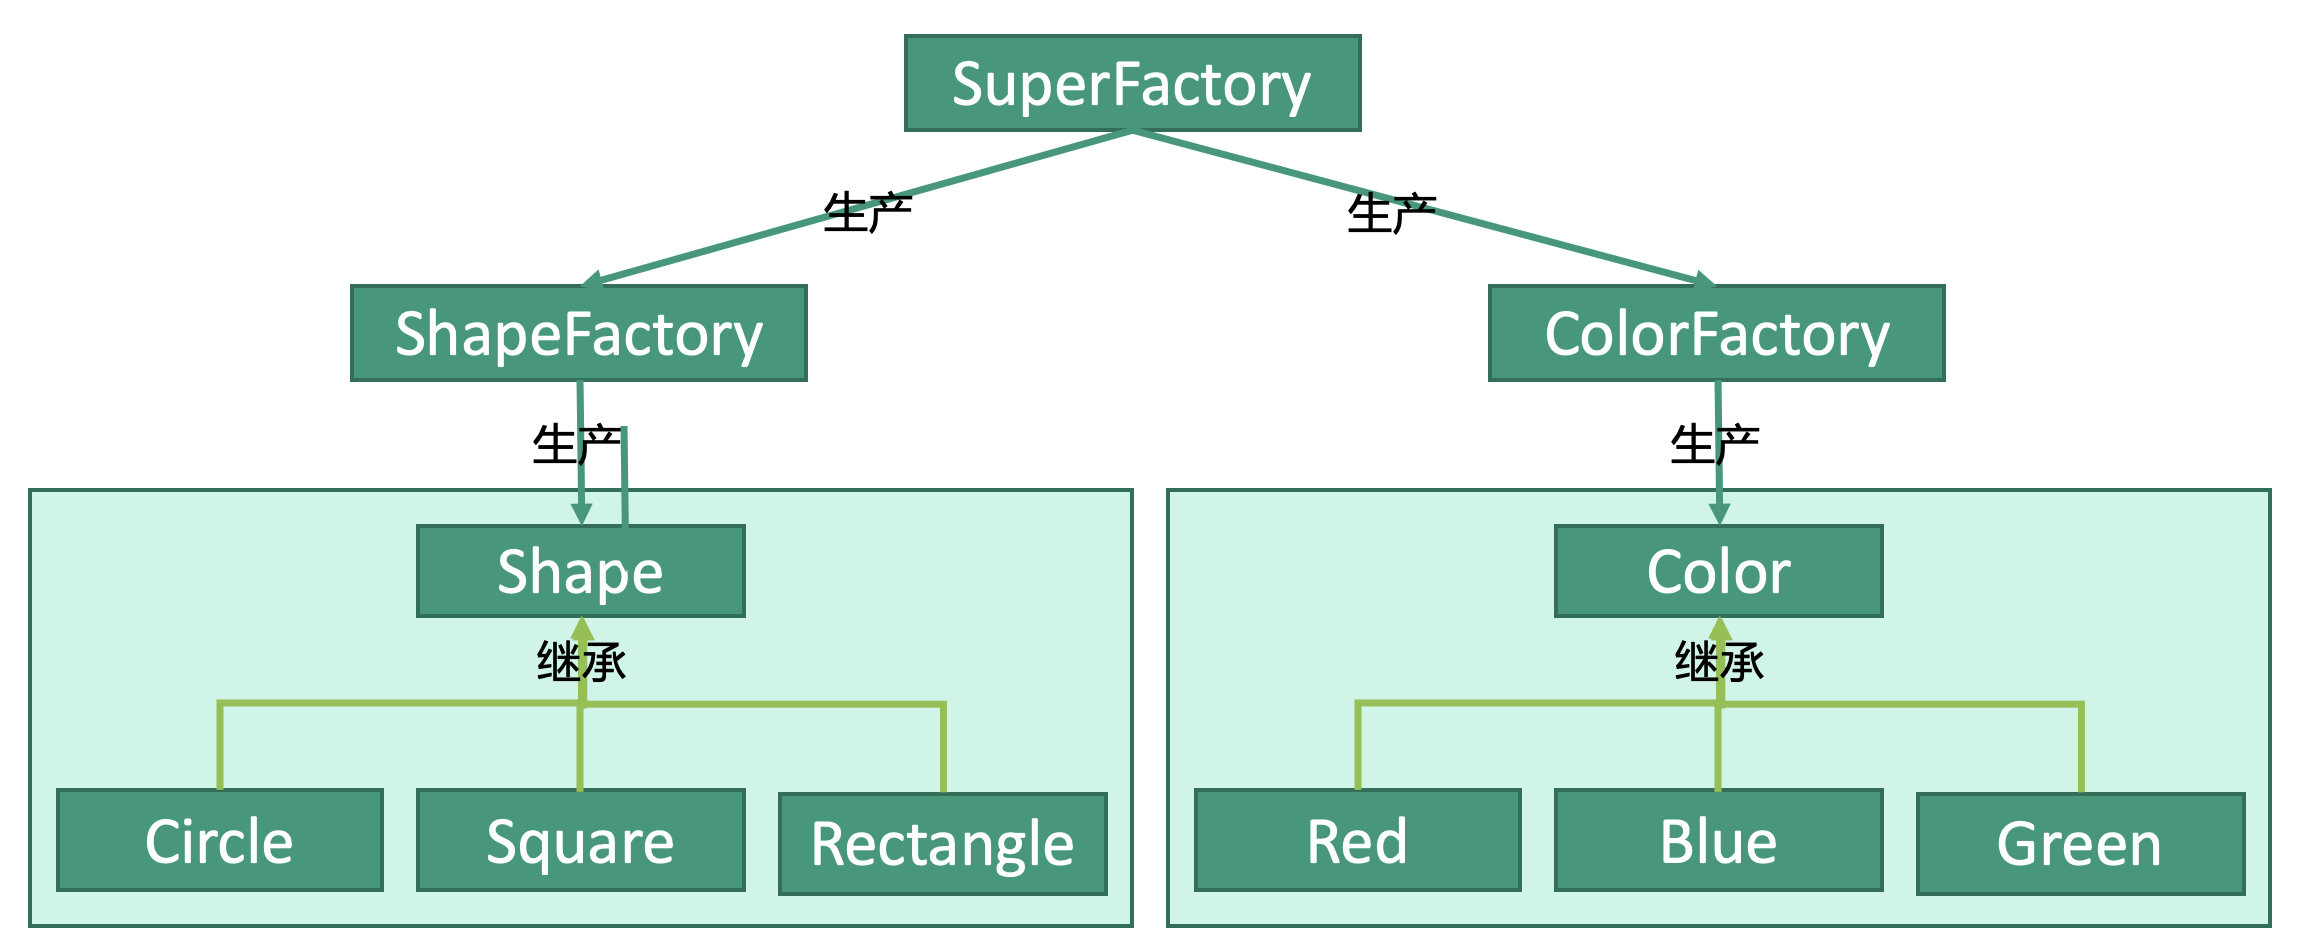 SuperFactory
生产
生产
ShapeFactory
ColorFactory
生产
生产
Shape
Color
继承
继承
Circle
Square
Rectangle
Red
Blue
Green